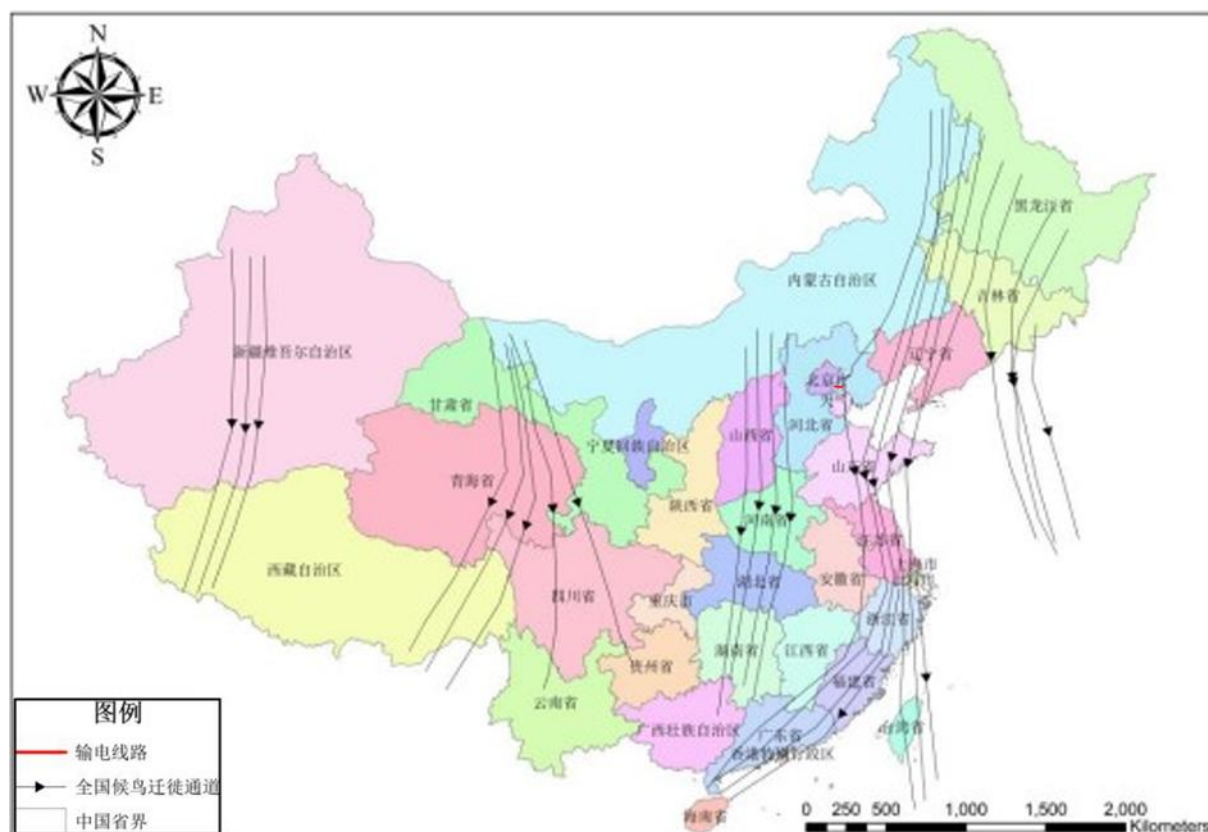 N
W
E
S
黑龙江省
内蒙古自治区
吉林省
新疆维吾尔自治区
辽宁省
北京市
甘肃省
河北省
山西省
宁夏回族自治区
山东省
青海省
陕西省
河南省
江苏省
西藏自治区
上海市
四川省
湖北省
安徽省
重庆市
浙江省
湖南省
江西省
贵州省
福建省
云南省
广西壮族自治区
广东省
台湾省
香港特别行政区
海南省
图例
输电线路
全国候鸟迁徙通道
中国省界
0 250 500 1,000 1,500 2,000
Kilometers